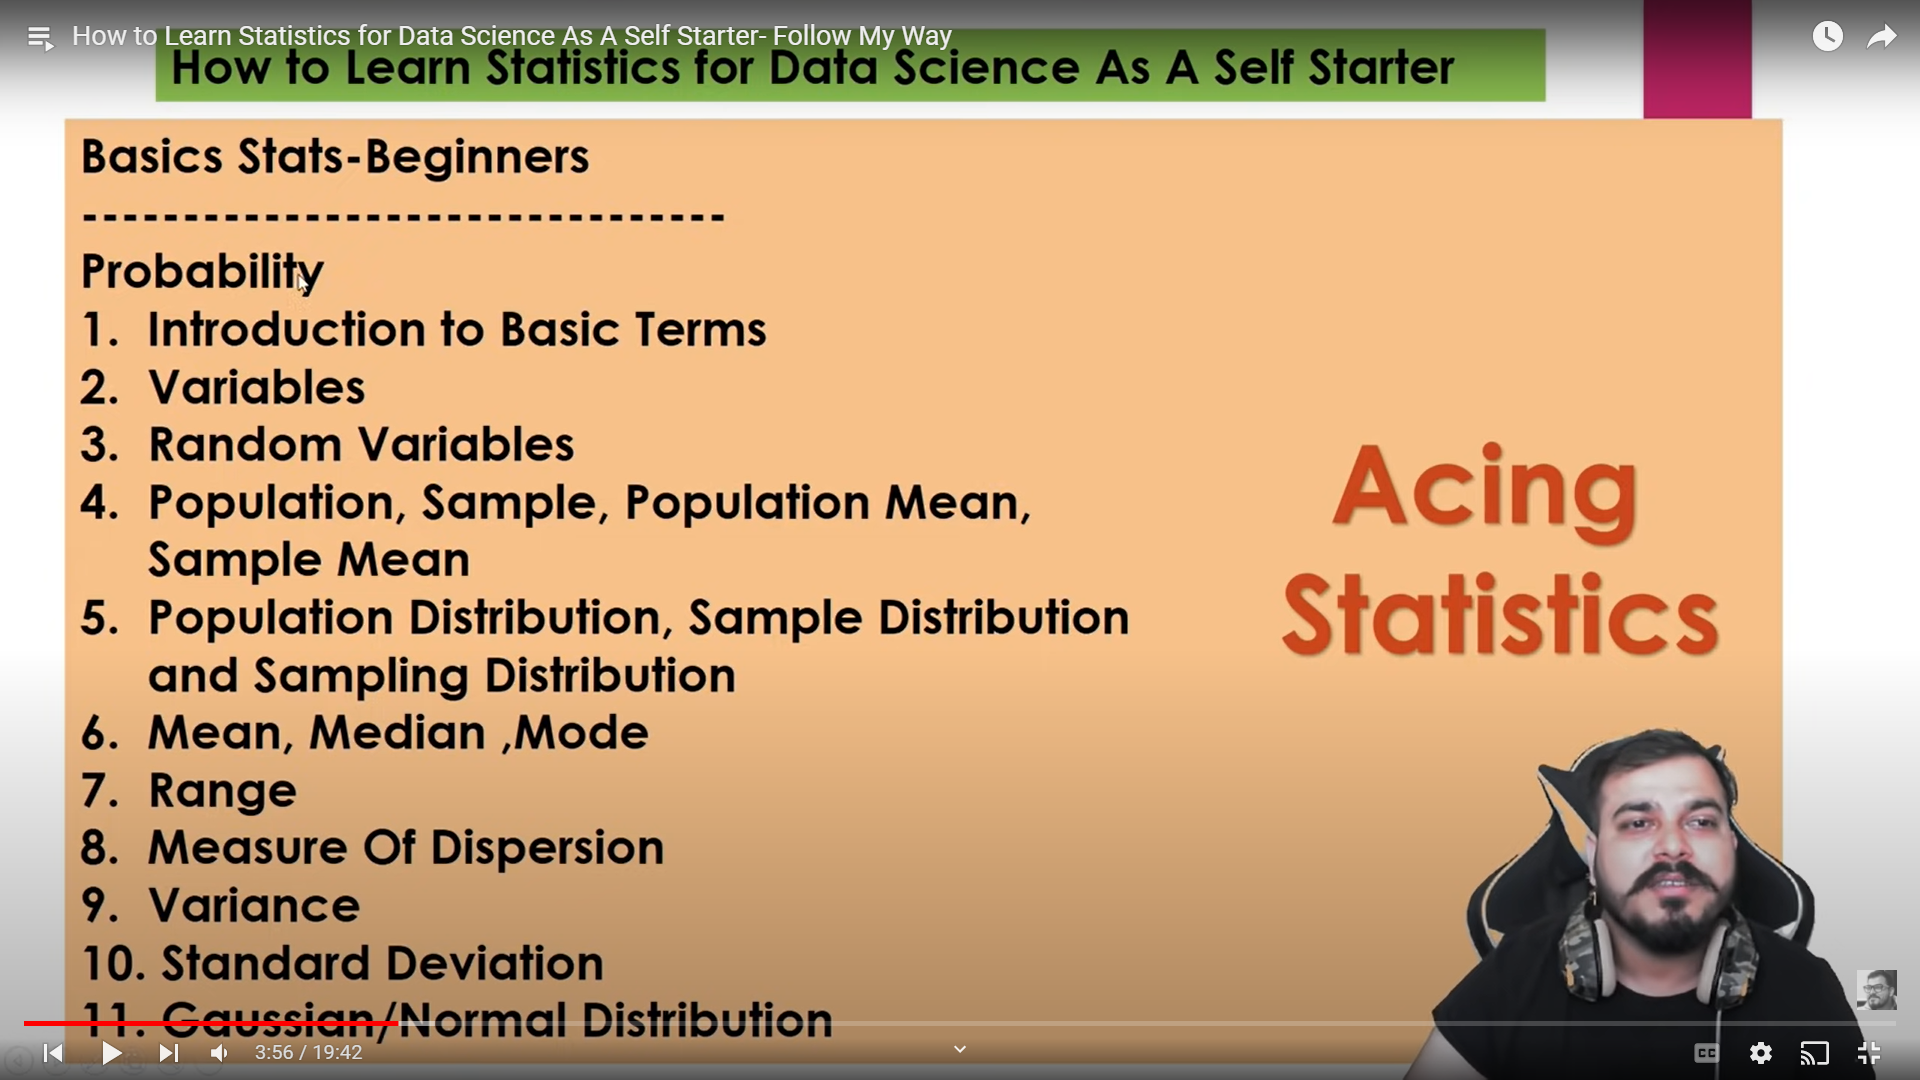 How to Learn Statistics for Data Science As A Self Starter- Follow My Way
How to Learn Statistics for Data Science As A Self Starter
Basics Stats-Beginners
--------------------------------
Probability
1. Introduction to Basic Terms
2. Variables
3. Random Variables
4. Population, Sample, Population Mean,
Sample Mean
5. Population Distribution, Sample Distribution
and Sampling Distribution
6. Mean, Median ,Mode
7. Range
8. Measure Of Dispersion
9. Variance
10. Standard Deviation
11. Gaussian/Normal Distribution
Acing
Statistics
3:56 / 19:42
CC